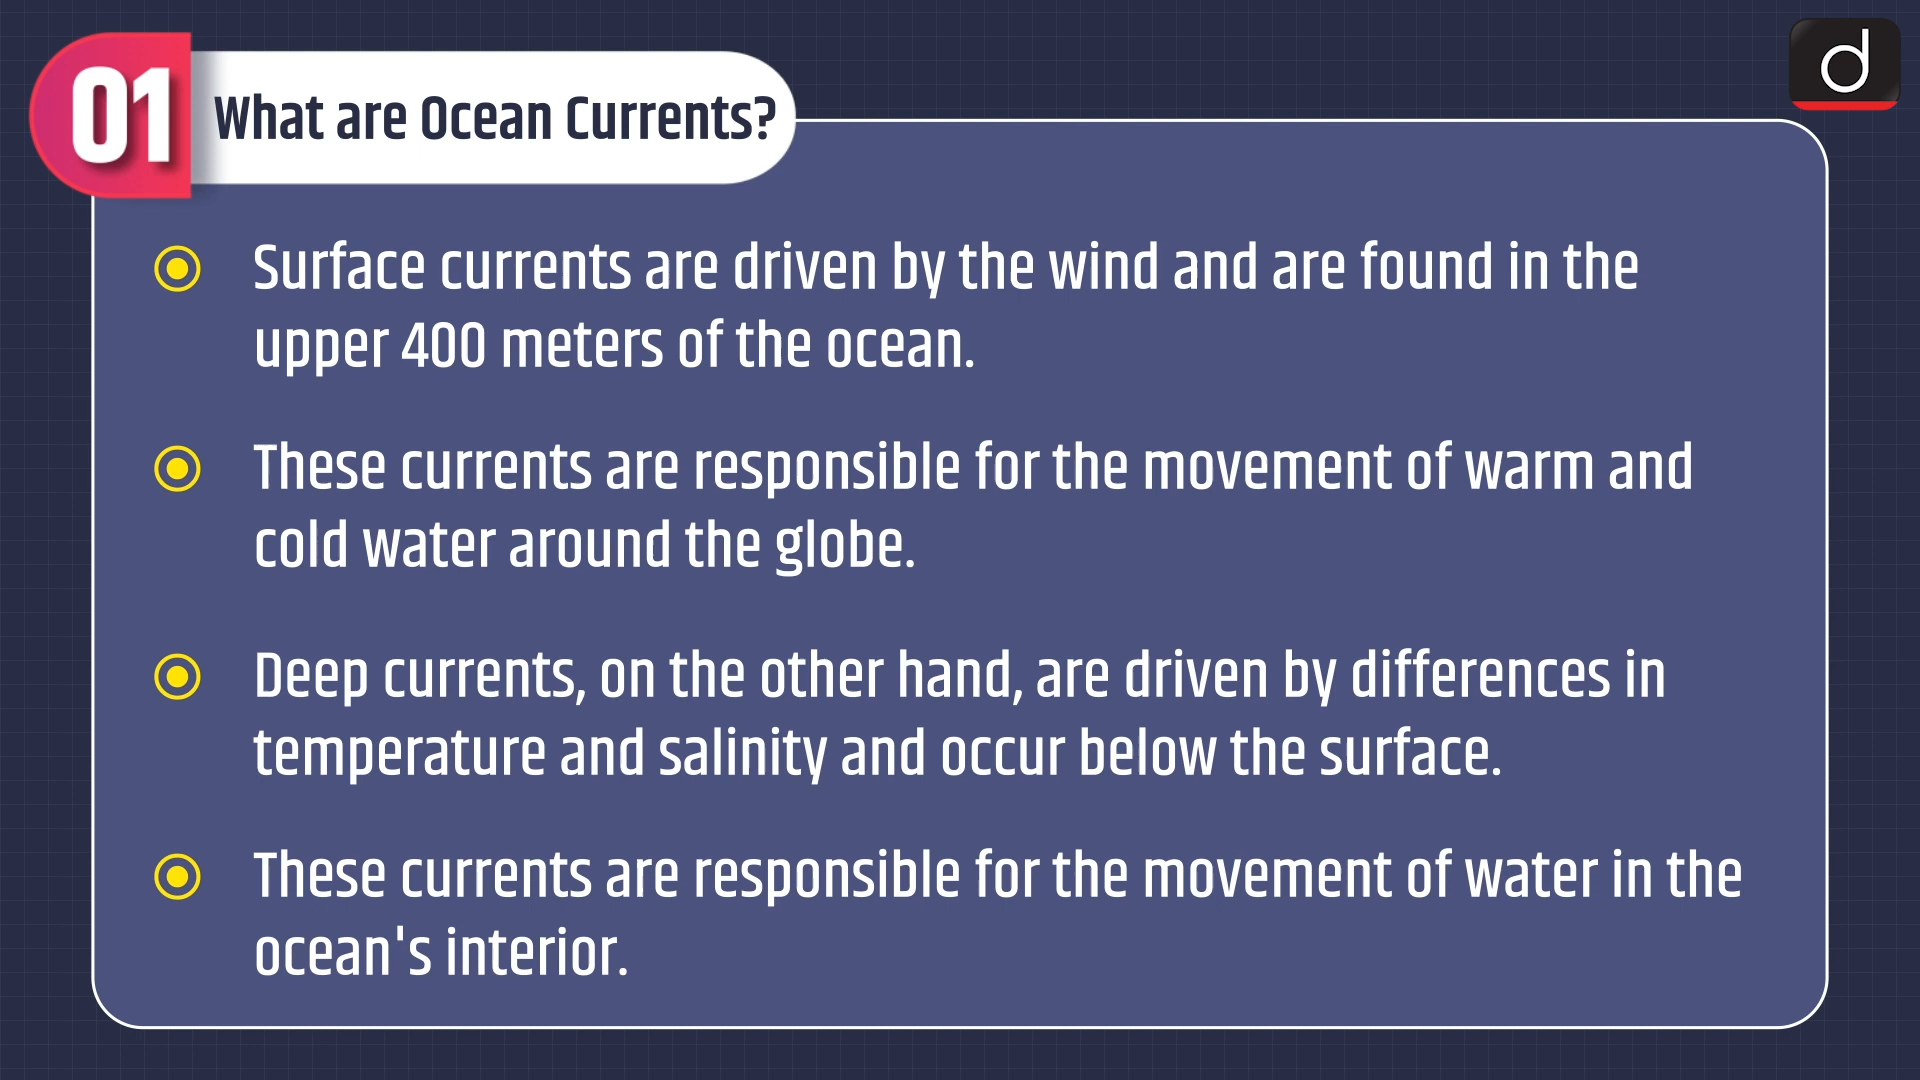 01
What are Ocean Currents?
d
Surface currents are driven by the wind and are found in the
upper 400 meters of the ocean.
These currents are responsible for the movement of warm and
cold water around the globe.
Deep currents, on the other hand, are driven by differences in
temperature and salinity and occur below the surface.
These currents are responsible for the movement of water in the
ocean's interior.